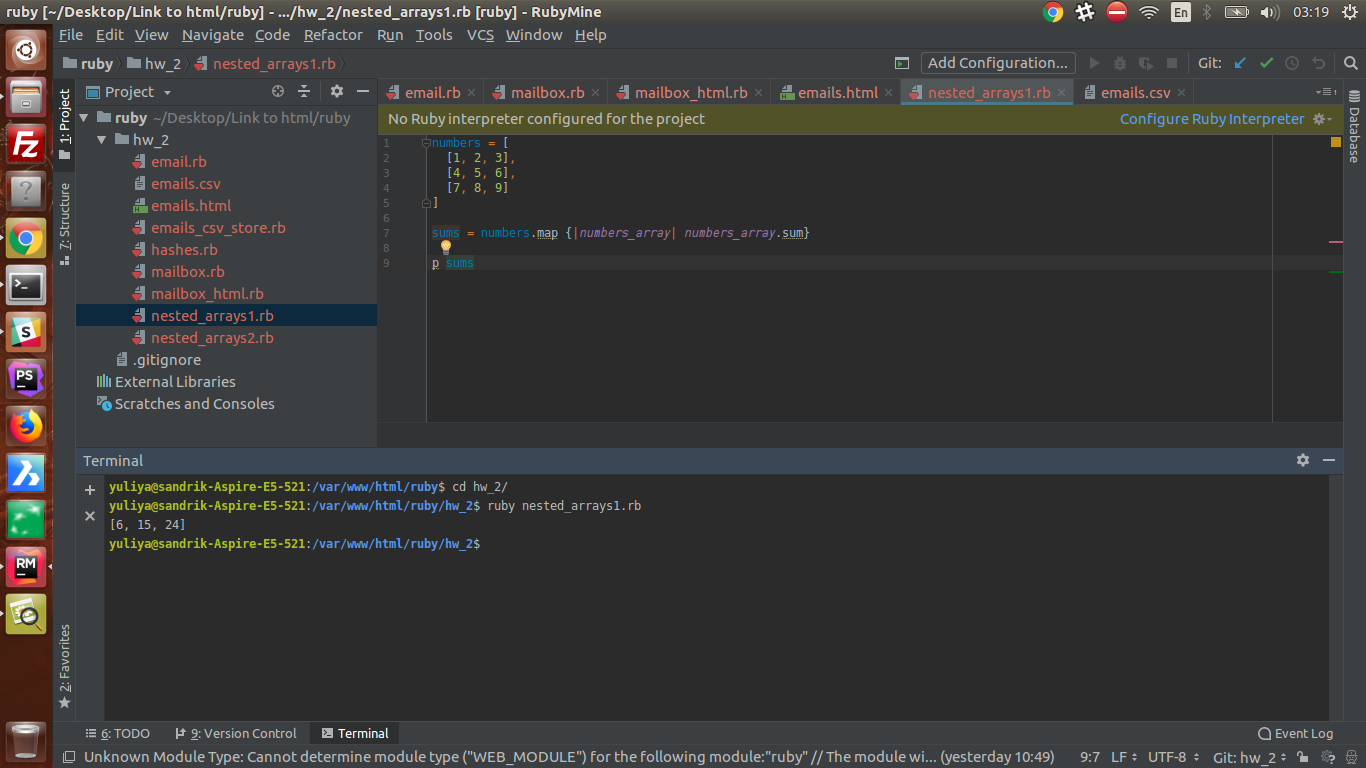 ruby [~/Desktop/Link to html/ruby] - .../hw_2/nested_arrays1.rb [ruby] - RubyMine
En
03:19
File Edit View Navigate Code Refactor Run Tools VCS Window Help
ruby hw_2 nested_arrays1.rb
Add Configuration...
Git:
1: Project
7: Structure
2: Favorites
Project
ruby ~/Desktop/Link to html/ruby
hw_2
email.rb
emails.csv
emails.html
emails_csv_store.rb
hashes.rb
mailbox.rb
mailbox_html.rb
nested_arrays1.rb
nested_arrays2.rb
.gitignore
External Libraries
Scratches and Consoles
email.rb mailbox.rb mailbox_html.rb emails.html nested_arrays1.rb emails.csv
No Ruby interpreter configured for the project
Configure Ruby Interpreter
1 numbers = [
2 [1, 2, 3],
3 [4, 5, 6],
4 [7, 8, 9]
5 ]
6
7 sums = numbers.map {|numbers_array| numbers_array.sum}
8
9 p sums
Database
Terminal
yuliya@sandrik-Aspire-E5-521:/var/www/html/ruby$ cd hw_2/
yuliya@sandrik-Aspire-E5-521:/var/www/html/ruby/hw_2$ ruby nested_arrays1.rb
[6, 15, 24]
yuliya@sandrik-Aspire-E5-521:/var/www/html/ruby/hw_2$
Fz
S
PS
RM
6: TODO 9: Version Control Terminal
Event Log
Unknown Module Type: Cannot determine module type ("WEB_MODULE") for the following module:"ruby" // The module wi... (yesterday 10:49)
9:7 LF UTF-8 Git: hw_2